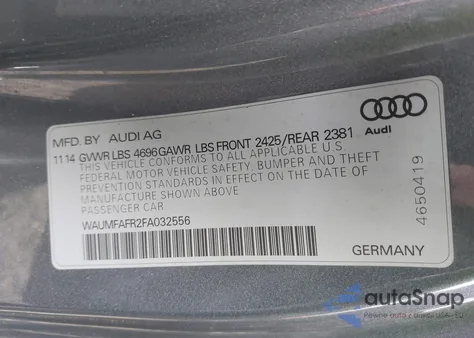 MFD. BY AUDI AG
11 14 GVWR LBS 4696 GAWR LBS FRONT 2425/REAR 2381
THIS VEHICLE CONFORMS TO ALL APPLICABLE U.S.
FEDERAL MOTOR VEHICLE SAFETY, BUMPER AND THEFT
PREVENTION STANDARDS IN EFFECT ON THE DATE OF
MANUFACTURE SHOWN ABOVE
PASSENGER CAR
WAUMFAFR2FA032556
Audi
4650419
GERMANY
autoSnap